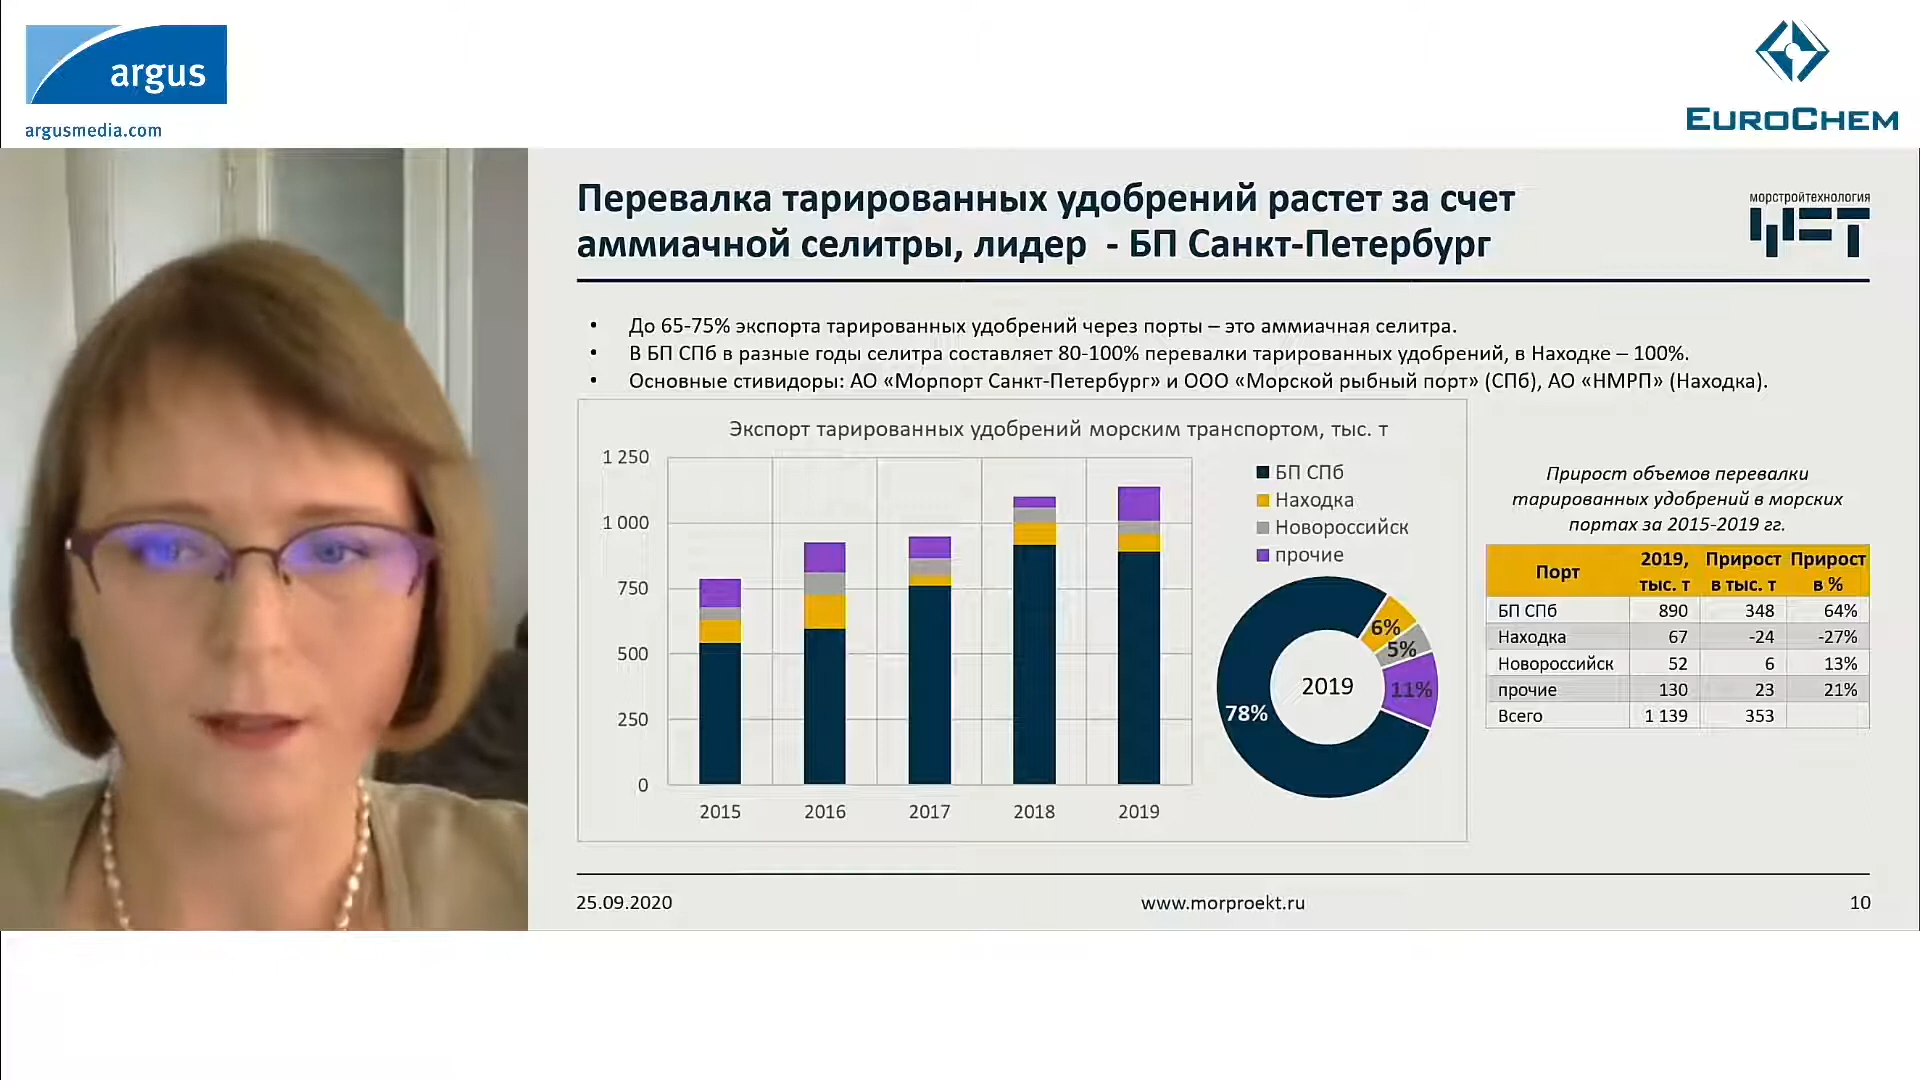 argus
argusmedia.com
EUROCHEM
Перевалка тарированных удобрений растет за счет
аммиачной селитры, лидер - БП Санкт-Петербург
МОРСТРОЙТЕХНОЛОГИЯ
• До 65-75% экспорта тарированных удобрений через порты – это аммиачная селитра.
• В БП СПб в разные годы селитра составляет 80-100% перевалки тарированных удобрений, в Находке – 100%.
• Основные стивидоры: АО «Морпорт Санкт-Петербург» и ООО «Морской рыбный порт» (СПб), АО «НМРП» (Находка).
Экспорт тарированных удобрений морским транспортом, тыс. т
1 250
1 000
750
500
250
0
2015 2016 2017 2018 2019
БП СПб
Находка
Новороссийск
прочие
6%
5%
11%
78%
2019
Прирост объемов перевалки
тарированных удобрений в морских
портах за 2015-2019 гг.
Порт 2019, тыс. т Прирост в тыс. т Прирост в %
БП СПб 890 348 64%
Находка 67 -24 -27%
Новороссийск 52 6 13%
прочие 130 23 21%
Всего 1 139 353
25.09.2020 www.morproekt.ru 10